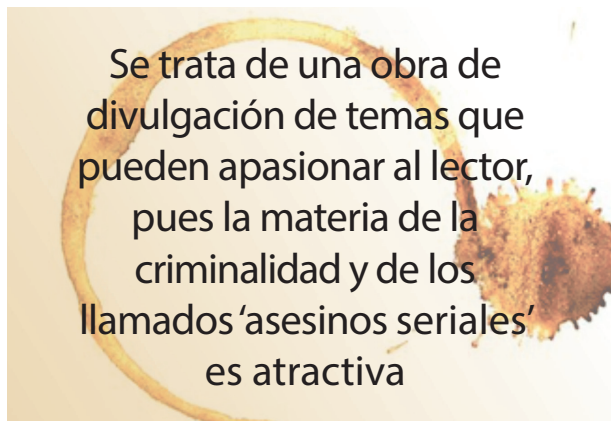 Se trata de una obra de
divulgación de temas que
pueden apasionar al lector,
pues la materia de la
criminalidad y de los
llamados ‘asesinos seriales’
es atractiva